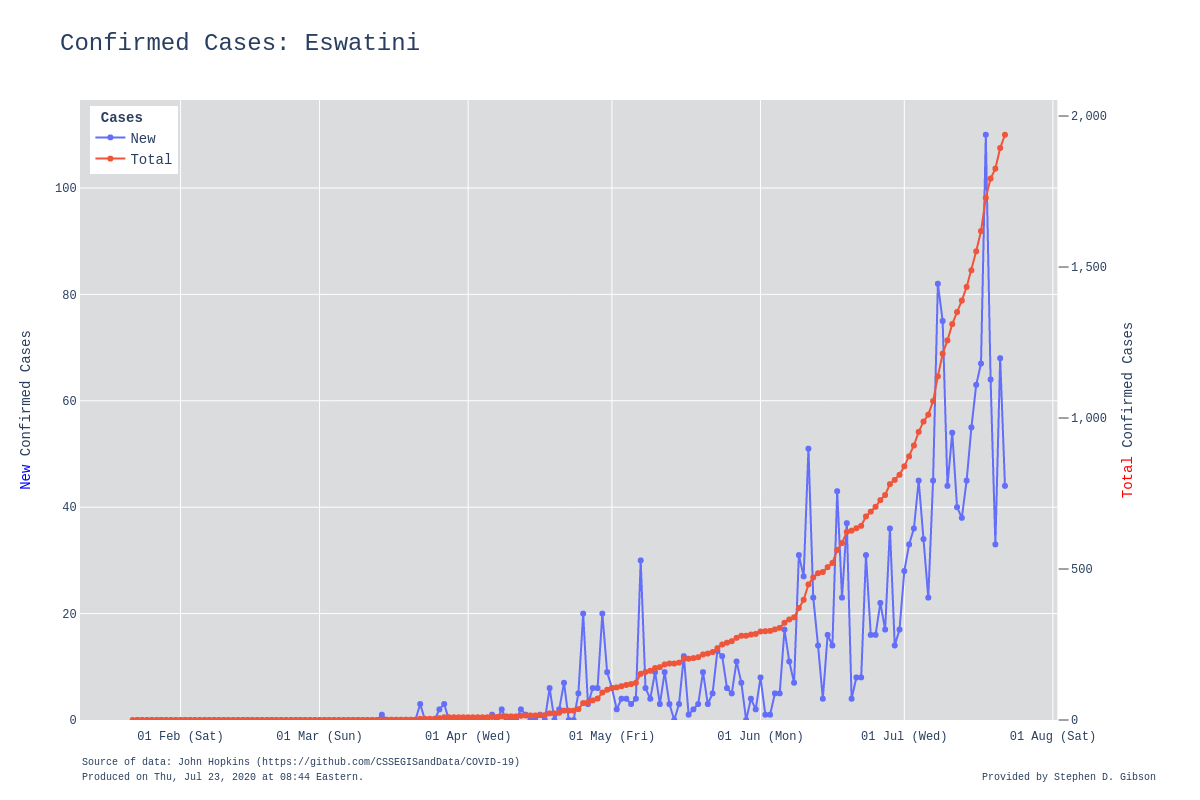 Confirmed Cases: Eswatini
Cases
New
Total
100
80
60
40
20
0
2,000
1,500
1,000
500
0
New Confirmed Cases
Total Confirmed Cases
01 Feb (Sat)
01 Mar (Sun)
01 Apr (Wed)
01 May (Fri)
01 Jun (Mon)
01 Jul (Wed)
01 Aug (Sat)
Source of data: John Hopkins (https://github.com/CSSEGISandData/COVID-19)
Produced on Thu, Jul 23, 2020 at 08:44 Eastern.
Provided by Stephen D. Gibson